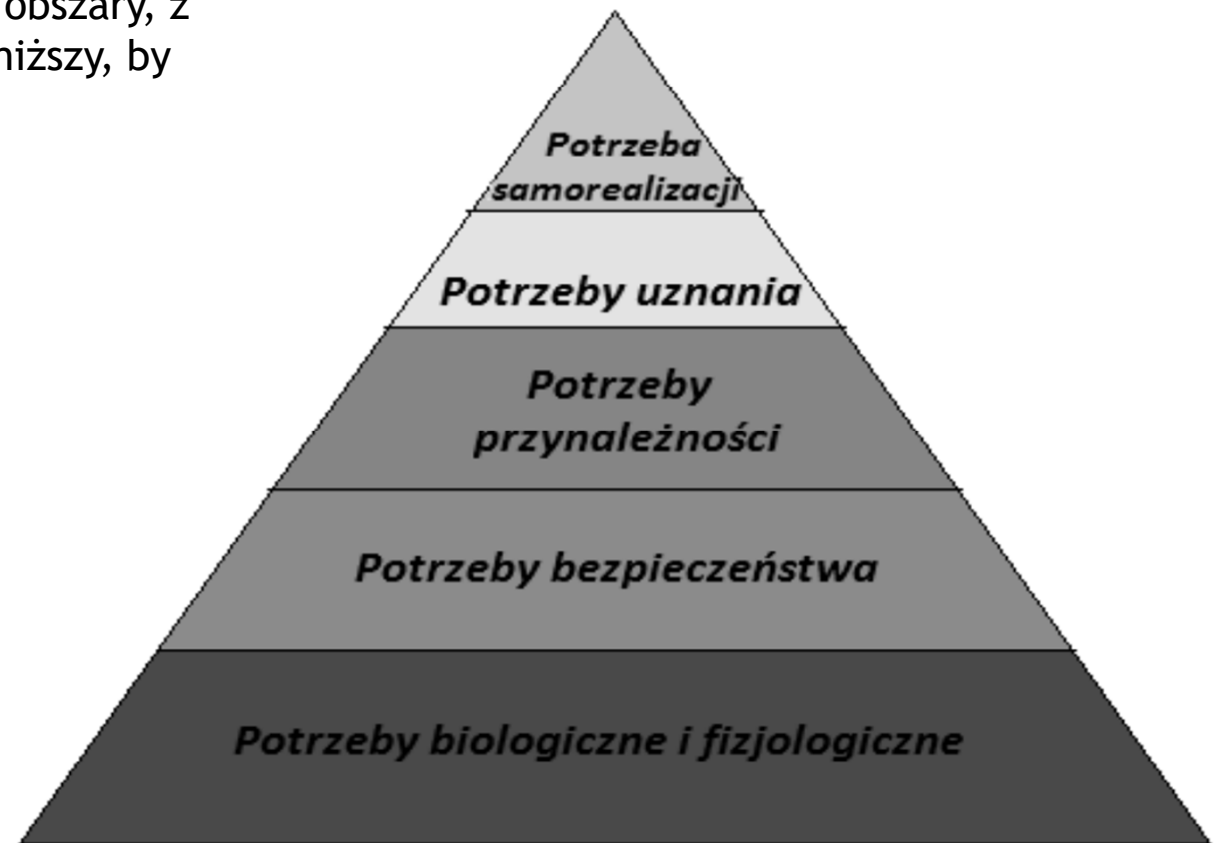 obszary, z
niższy, by
Potrzeba
samorealizacji
Potrzeby uznania
Potrzeby
przynależności
Potrzeby bezpieczeństwa
Potrzeby biologiczne i fizjologiczne